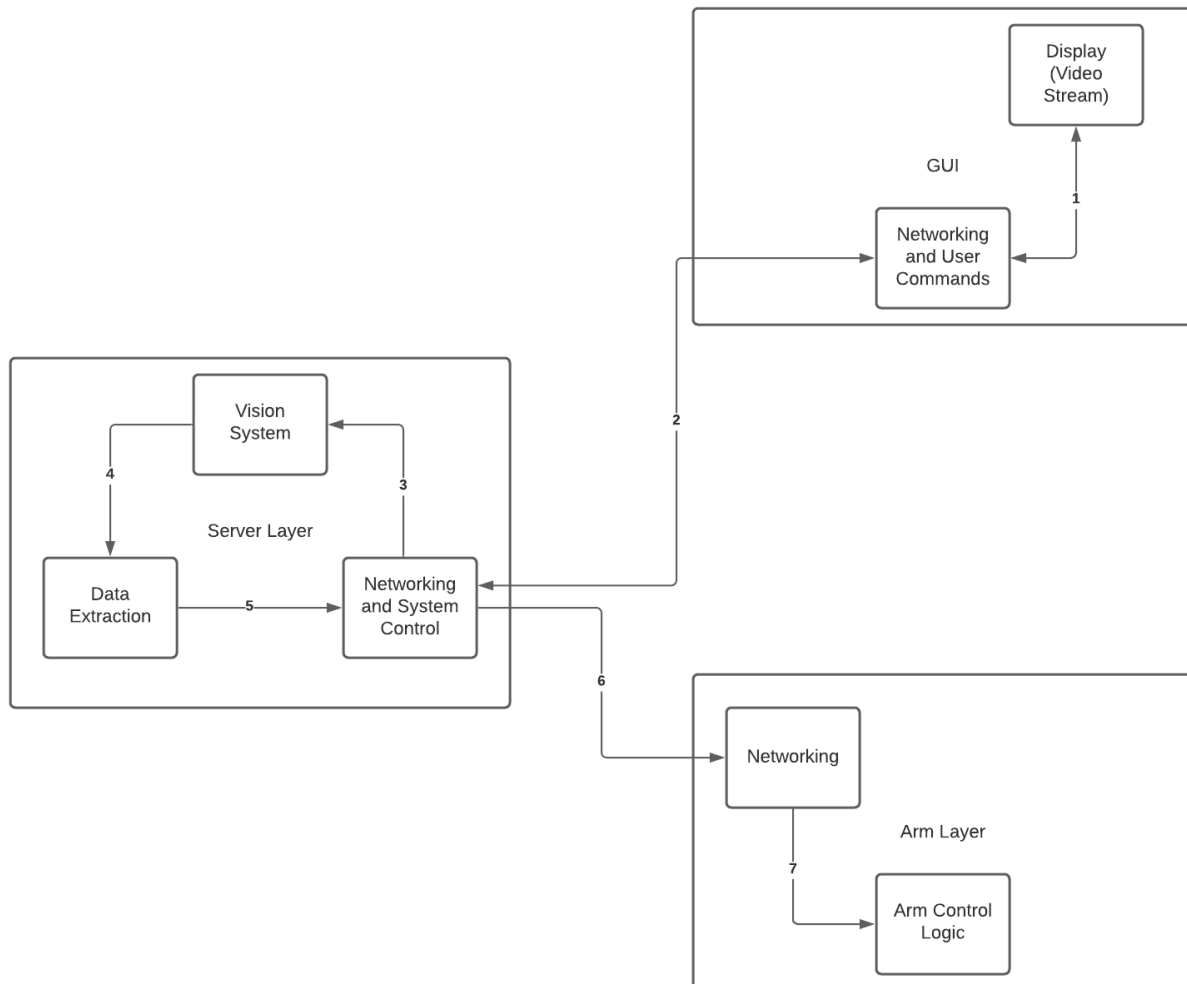 Display
(Video
Stream)
GUI
1
Networking
and User
Commands
2
Vision
System
4
3
Server Layer
Data
Extraction
5
Networking
and System
Control
6
Networking
Arm Layer
7
Arm Control
Logic